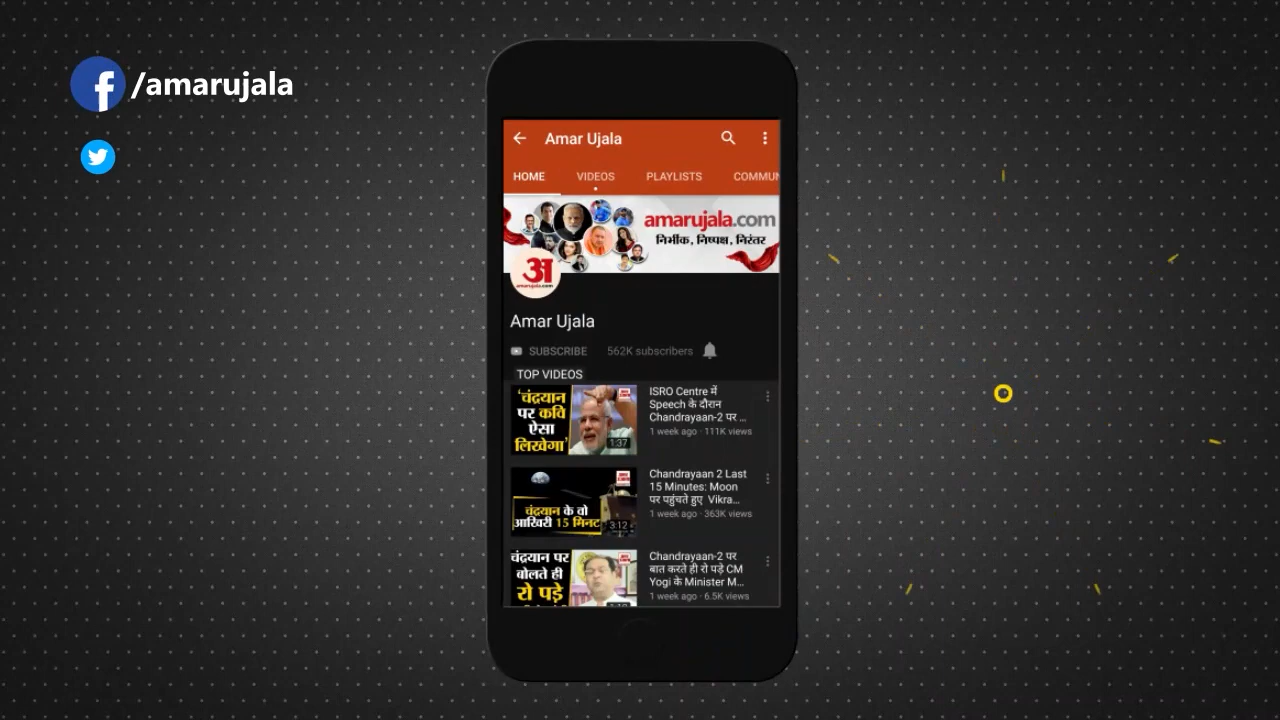 /amarujala
Amar Ujala
HOME VIDEOS PLAYLISTS COMMUN
amarujala.com
निर्भीक, निष्पक्ष, निरंतर
अ
amarujala.com
Amar Ujala
SUBSCRIBE 562K subscribers
TOP VIDEOS
'चंद्रयान
पर कवि
ऐसा
लिखेगा'
1:37
ISRO Centre में
Speech के दौरान
Chandrayaan-2 पर ...
1 week ago · 111K views
चंद्रयान के वो
आखिरी 15 मिनट
3:12
Chandrayaan 2 Last
15 Minutes: Moon
पर पहुंचते हुए Vikra...
1 week ago · 363K views
चंद्रयान पर
बोलते ही
रो पड़े
Chandrayaan-2 पर
बात करते ही रो पड़े CM
Yogi के Minister M...
1 week ago · 6.5K views